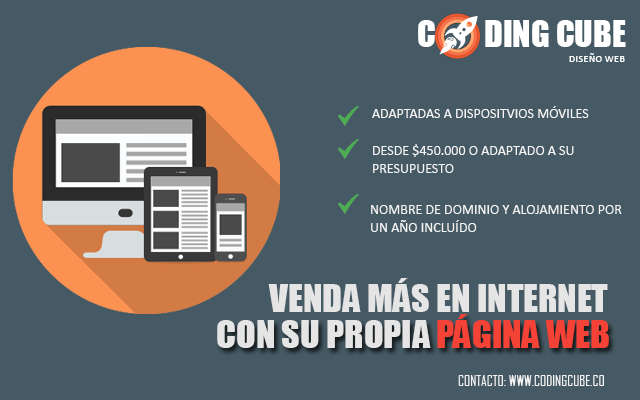 CODING CUBE
DISEÑO WEB
ADAPTADAS A DISPOSITVIOS MÓVILES
DESDE $450.000 O ADAPTADO A SU
PRESUPUESTO
NOMBRE DE DOMINIO Y ALOJAMIENTO POR
UN AÑO INCLUÍDO
VENDA MÁS EN INTERNET
CON SU PROPIA PÁGINA WEB
CONTACTO: WWW.CODINGCUBE.CO